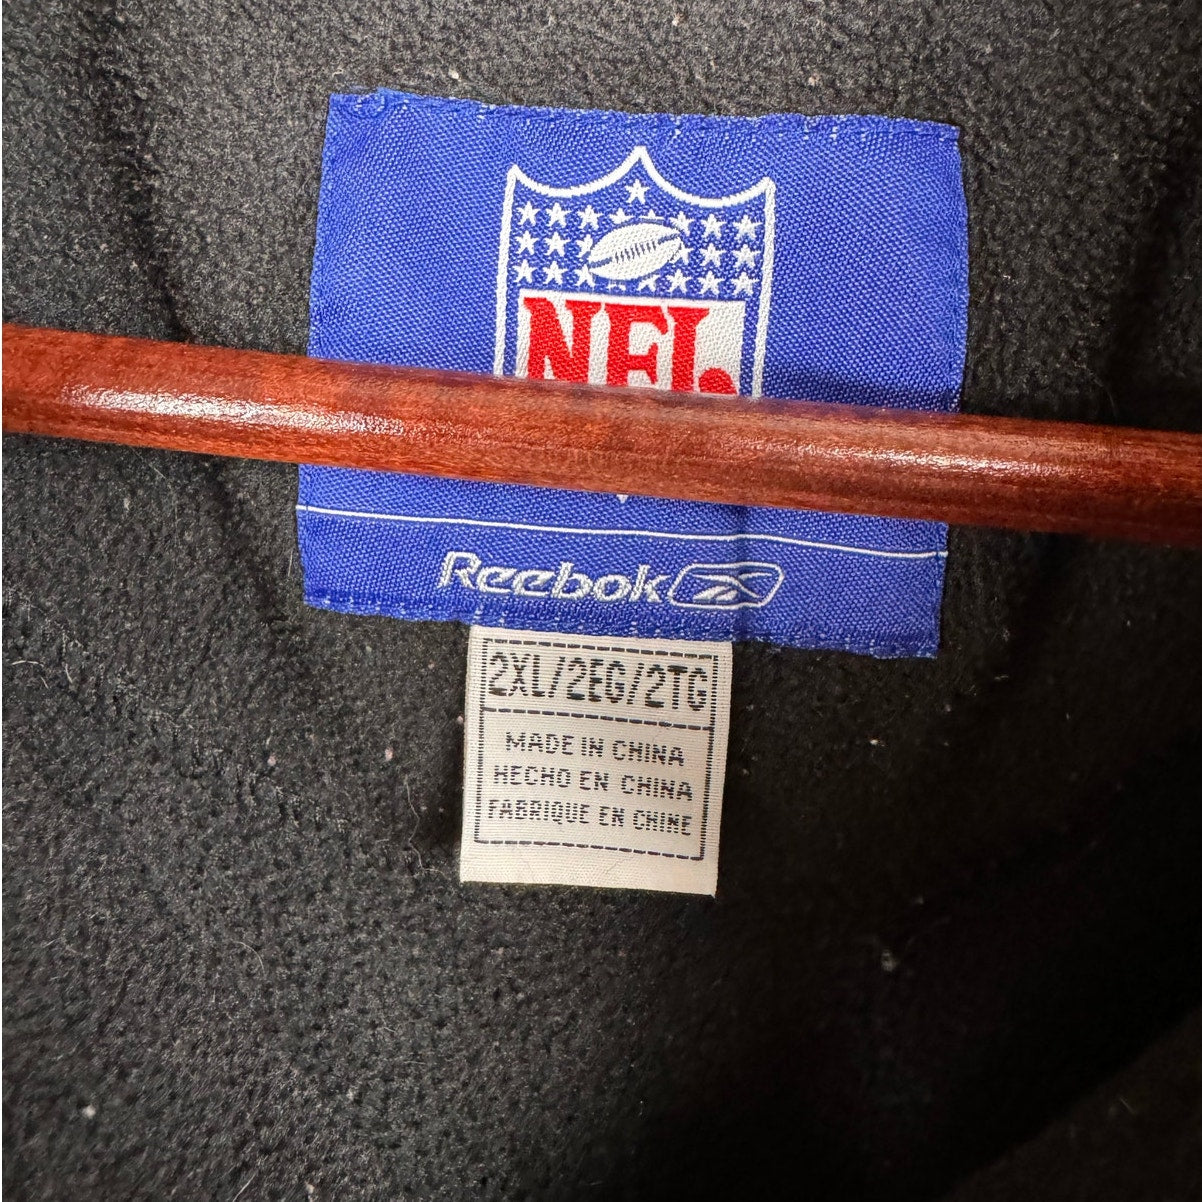 NFL
Reebok
2XL/2EG/2TG
MADE IN CHINA
HECHO EN CHINA
FABRIQUE EN CHINE